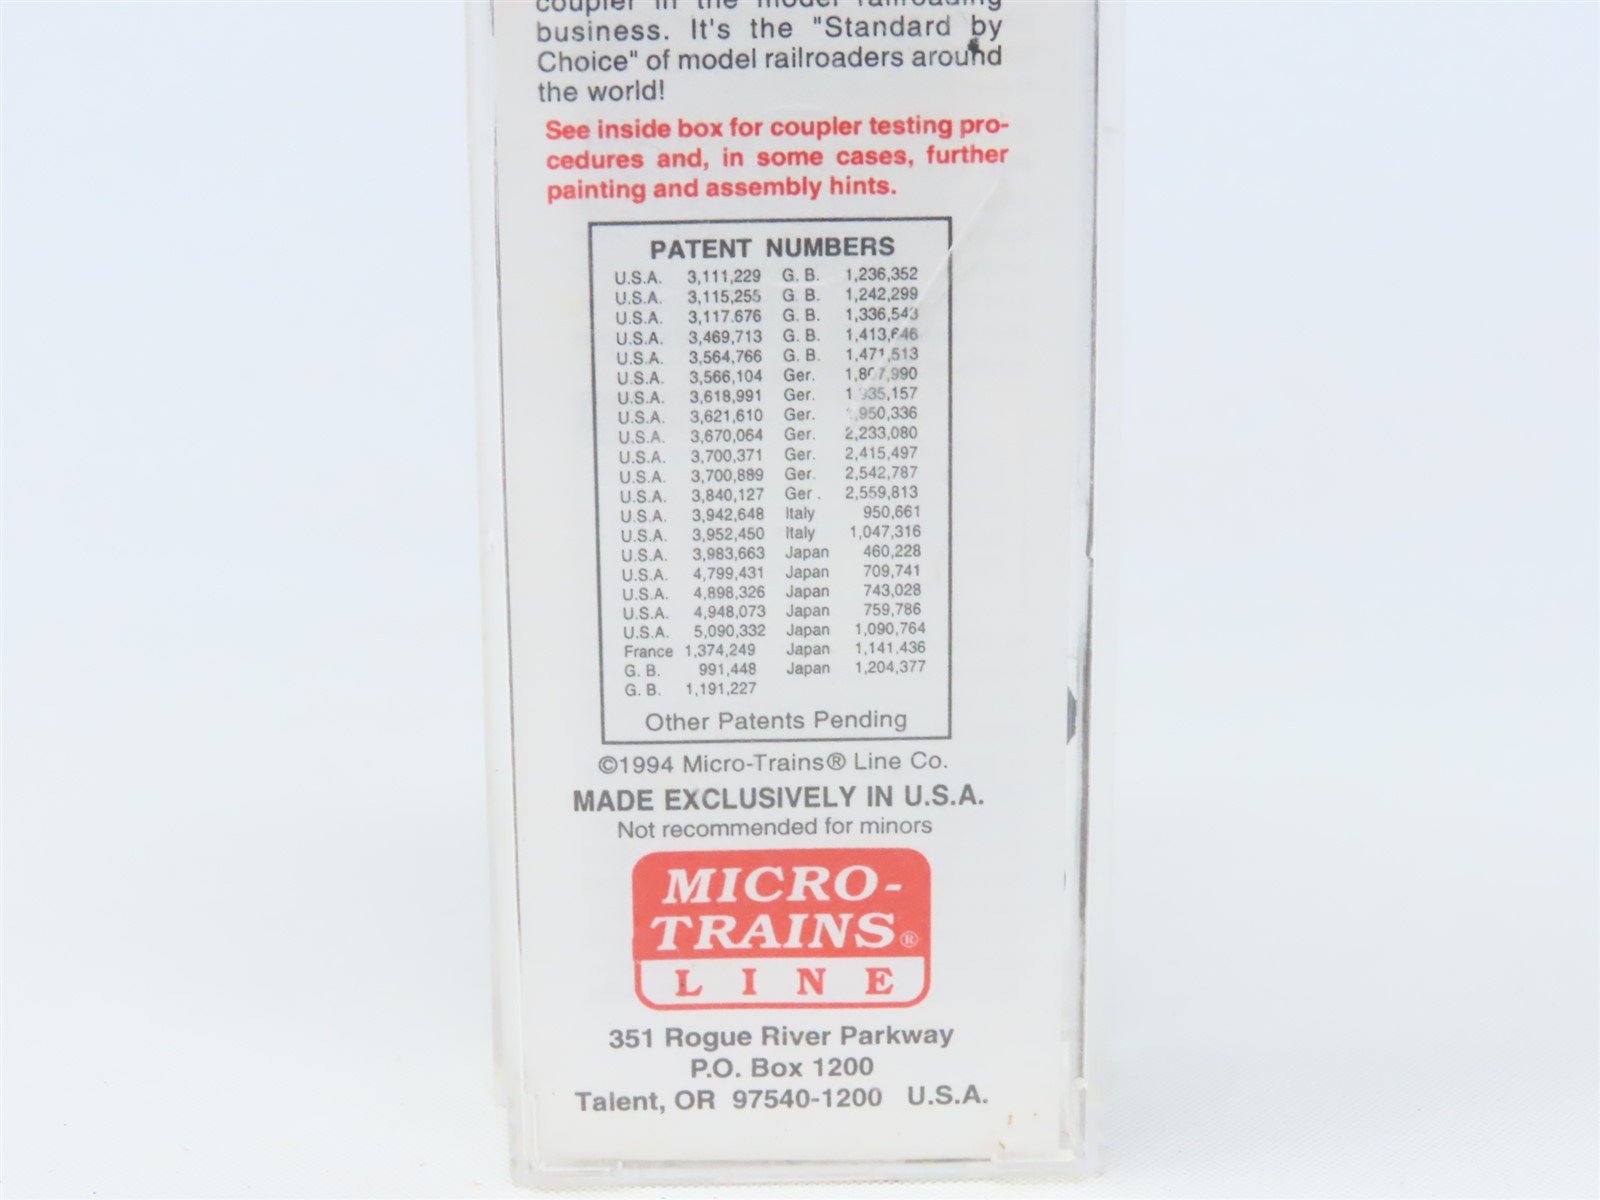 coupler in the model railroading
business. It's the "Standard by
Choice" of model railroaders around
the world!
See inside box for coupler testing pro-
cedures and, in some cases, further
painting and assembly hints.
PATENT NUMBERS
U.S.A. 3,111,229 G. B. 1,236,352
U.S.A. 3,115,255 G. B. 1,242,299
U.S.A. 3,117.676 G. B. 1,336,543
U.S.A. 3,469,713 G. B.
U.S.A. 3,564,766 G. B. 1,471,513
U.S.A. 3,566,104 Ger.
U.S.A. 3,618,991 Ger.
U.S.A. 3,621,610 Ger.
U.S.A. 3,670,064 Ger. 2,233,080
U.S.A. 3,700,371 Ger. 2,415,497
U.S.A. 3,700,889 Ger. 2,542,787
U.S.A. 3,840,127 Ger . 2,559,813
U.S.A. 3,942,648 Italy 950,661
U.S.A. 3,952,450 Italy 1,047,316
U.S.A. 3,983,663 Japan 460,228
U.S.A. 4,799,431 Japan 709,741
U.S.A. 4,898,326 Japan 743,028
U.S.A. 4,948,073 Japan 759,786
U.S.A. 5,090,332 Japan 1,090,764
France 1,374,249 Japan 1,141,436
G. B. 991,448 Japan 1,204,377
G. B. 1,191,227
Other Patents Pending
©1994 Micro-Trains® Line Co.
MADE EXCLUSIVELY IN U.S.A.
Not recommended for minors
MICRO-
TRAINS®
LINE
351 Rogue River Parkway
P.O. Box 1200
Talent, OR 97540-1200 U.S.A.